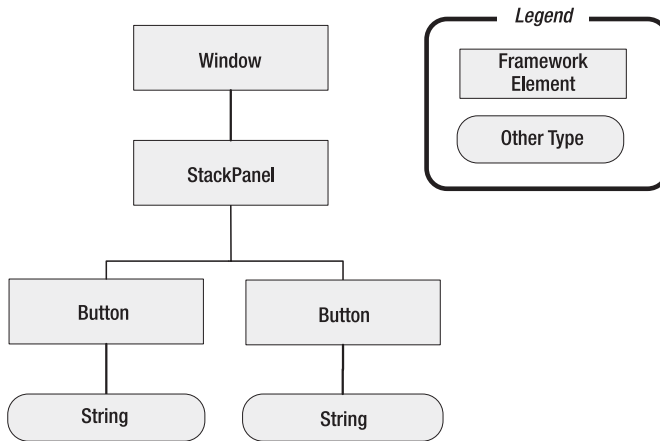 Legend
Window
Framework
Element
Other Type
StackPanel
Button
Button
String
String